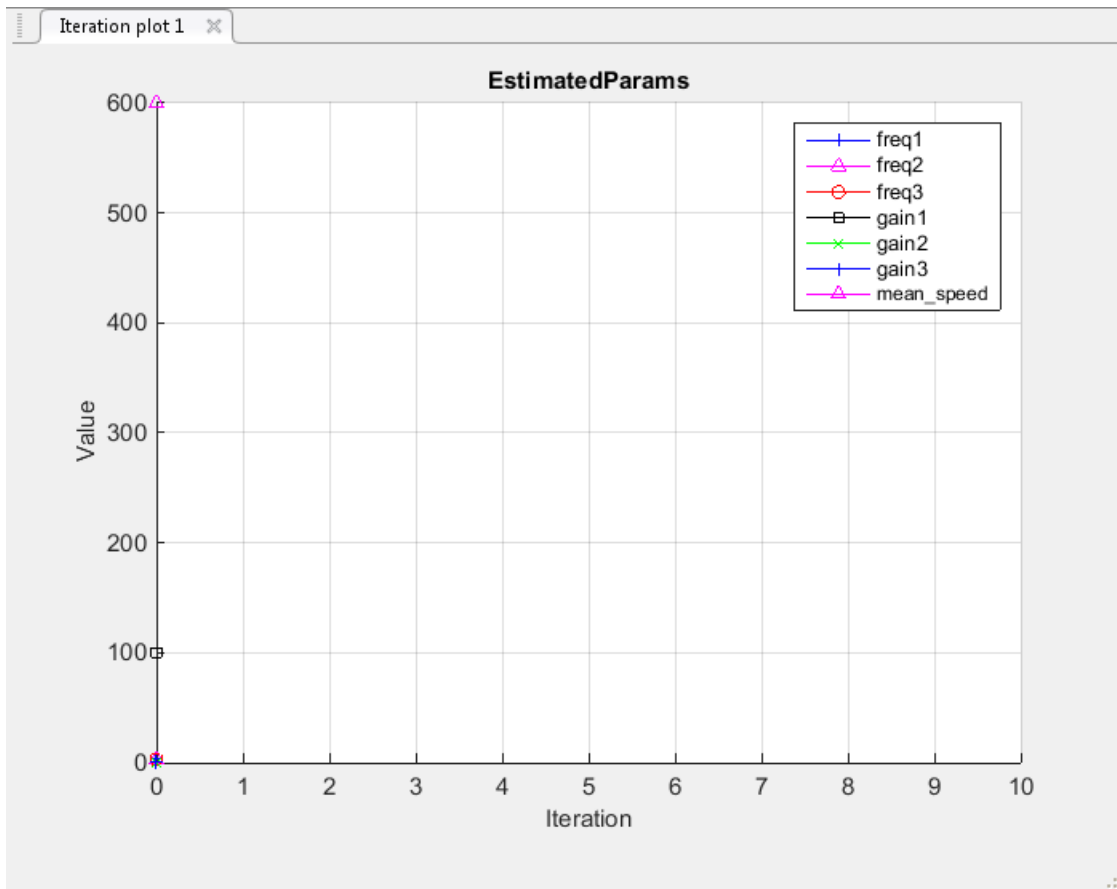 Iteration plot 1
EstimatedParams
600
500
400
300
200
100
0
Value
0 1 2 3 4 5 6 7 8 9 10
Iteration
freq1
freq2
freq3
gain1
gain2
gain3
mean_speed